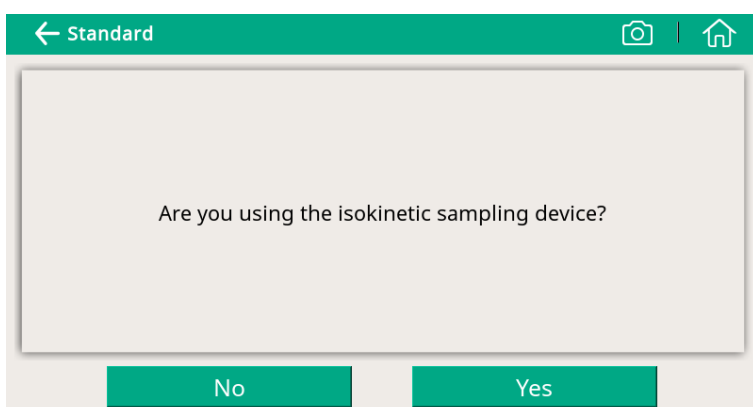 Standard
Are you using the isokinetic sampling device?
No
Yes